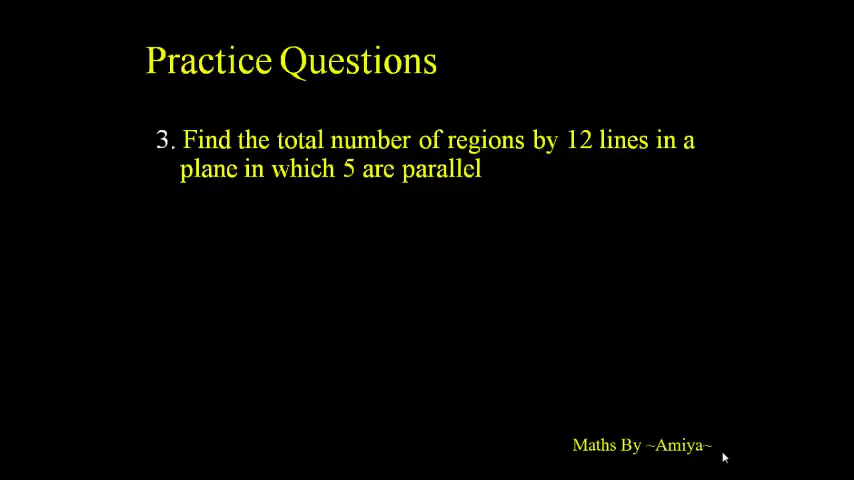 Practice Questions
3. Find the total number of regions by 12 lines in a
plane in which 5 are parallel
Maths By ~Amiya~